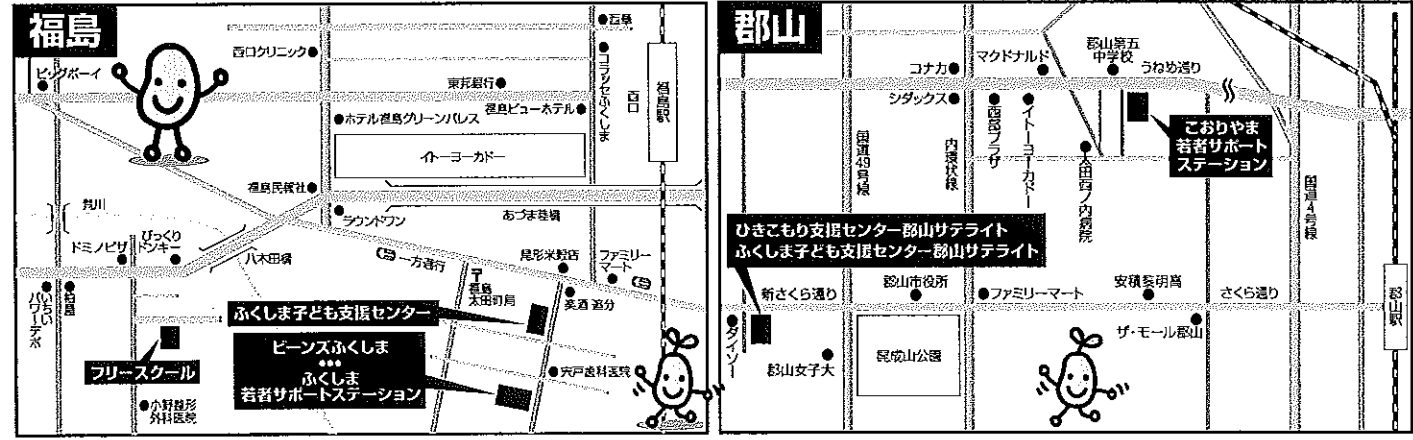 福島
ビッグボーイ
西口クリニック
東邦銀行
福島ビューホテル
コラッセふくしま
西口
福島駅
ホテル福島グリーンパレス
イトーヨーカドー
福島民報社
荒川
ラウンドワン
あづま陸橋
ドミノピザ
びっくり
ドンキー
八木田橋
一方通行
〒福島
太田町局
尾形米穀店
ファミリー
マート
いちい
パワーデポ
ふくしま子ども支援センター
美酒 追分
フリースクール
ビーンズふくしま
•••
ふくしま
若者サポートステーション
宍戸歯科医院
小野整形
外科医院
郡山
コナカ
マクドナルド
郡山第五
中学校
うねめ通り
シダックス
西部プラザ
イトーヨーカドー
太田西ノ内病院
こおりやま
若者サポート
ステーション
国道49号線
内環状線
国道4号線
ひきこもり支援センター郡山サテライト
ふくしま子ども支援センター郡山サテライト
新さくら通り
郡山市役所
ファミリーマート
安積黎明高
さくら通り
郡山駅
ダイソー
郡山女子大
開成山公園
ザ・モール郡山